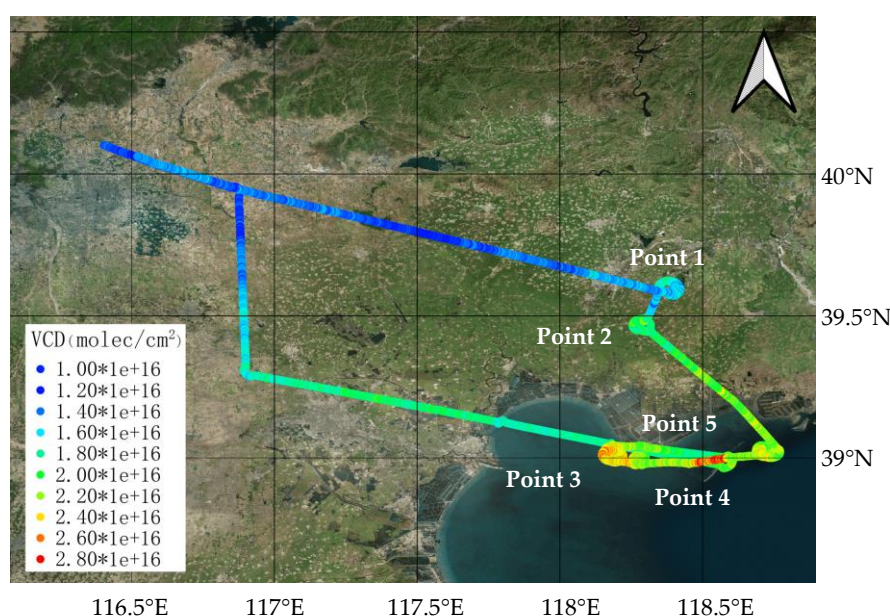 40°N
Point 1
39.5°N
Point 2
VCD(molec/cm²)
1.00*1e+16
1.20*1e+16
1.40*1e+16
1.60*1e+16
1.80*1e+16
2.00*1e+16
2.20*1e+16
2.40*1e+16
2.60*1e+16
2.80*1e+16
Point 5
39°N
Point 3
Point 4
116.5°E 117°E 117.5°E 118°E 118.5°E